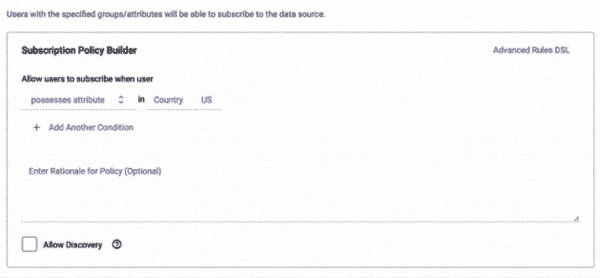 Users with the specified groups/attributes will be able to subscribe to the data source.
Subscription Policy Builder
Advanced Rules DSL
Allow users to subscribe when user
possesses attribute in Country US
+ Add Another Condition
Enter Rationale for Policy (Optional)
Allow Discovery ?